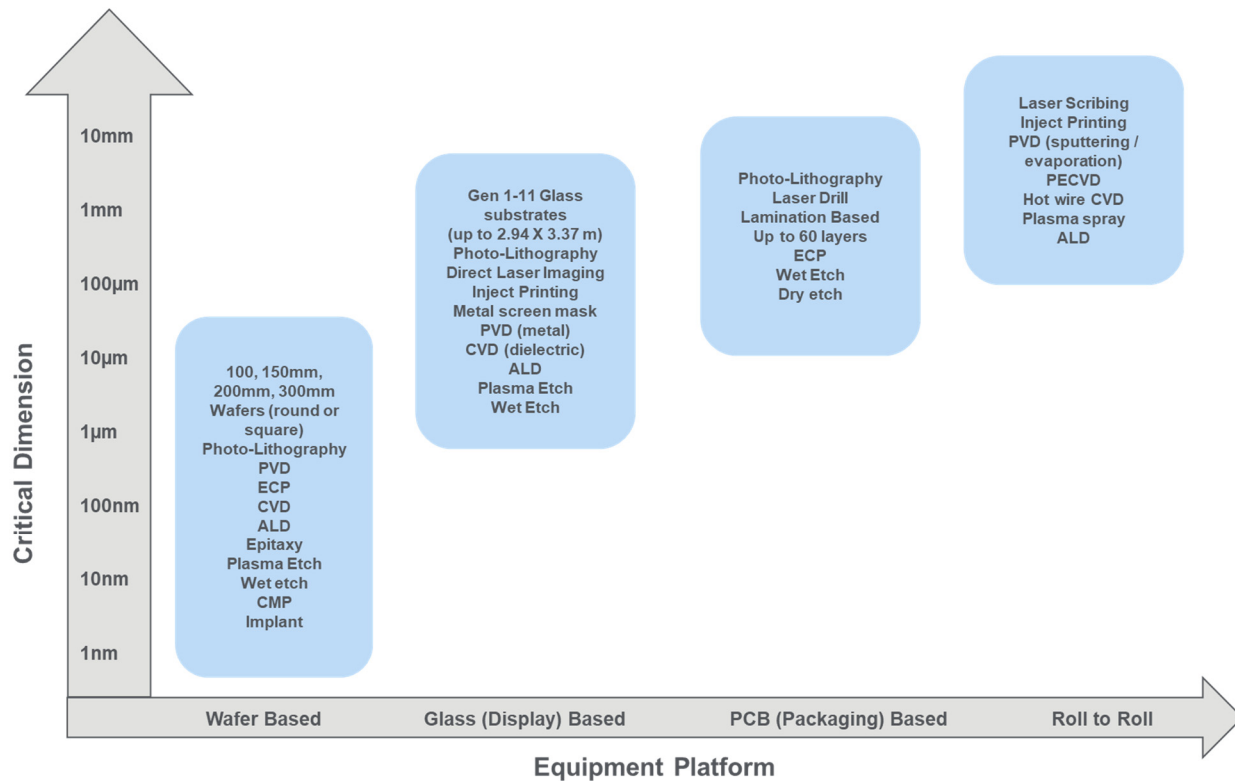 Critical Dimension
10mm
1mm
100µm
10µm
1µm
100nm
10nm
1nm
100, 150mm,
200mm, 300mm
Wafers (round or
square)
Photo-Lithography
PVD
ECP
CVD
ALD
Epitaxy
Plasma Etch
Wet etch
CMP
Implant
Gen 1-11 Glass
substrates
(up to 2.94 X 3.37 m)
Photo-Lithography
Direct Laser Imaging
Inject Printing
Metal screen mask
PVD (metal)
CVD (dielectric)
ALD
Plasma Etch
Wet Etch
Photo-Lithography
Laser Drill
Lamination Based
Up to 60 layers
ECP
Wet Etch
Dry etch
Laser Scribing
Inject Printing
PVD (sputtering /
evaporation)
PECVD
Hot wire CVD
Plasma spray
ALD
Wafer Based
Glass (Display) Based
PCB (Packaging) Based
Roll to Roll
Equipment Platform